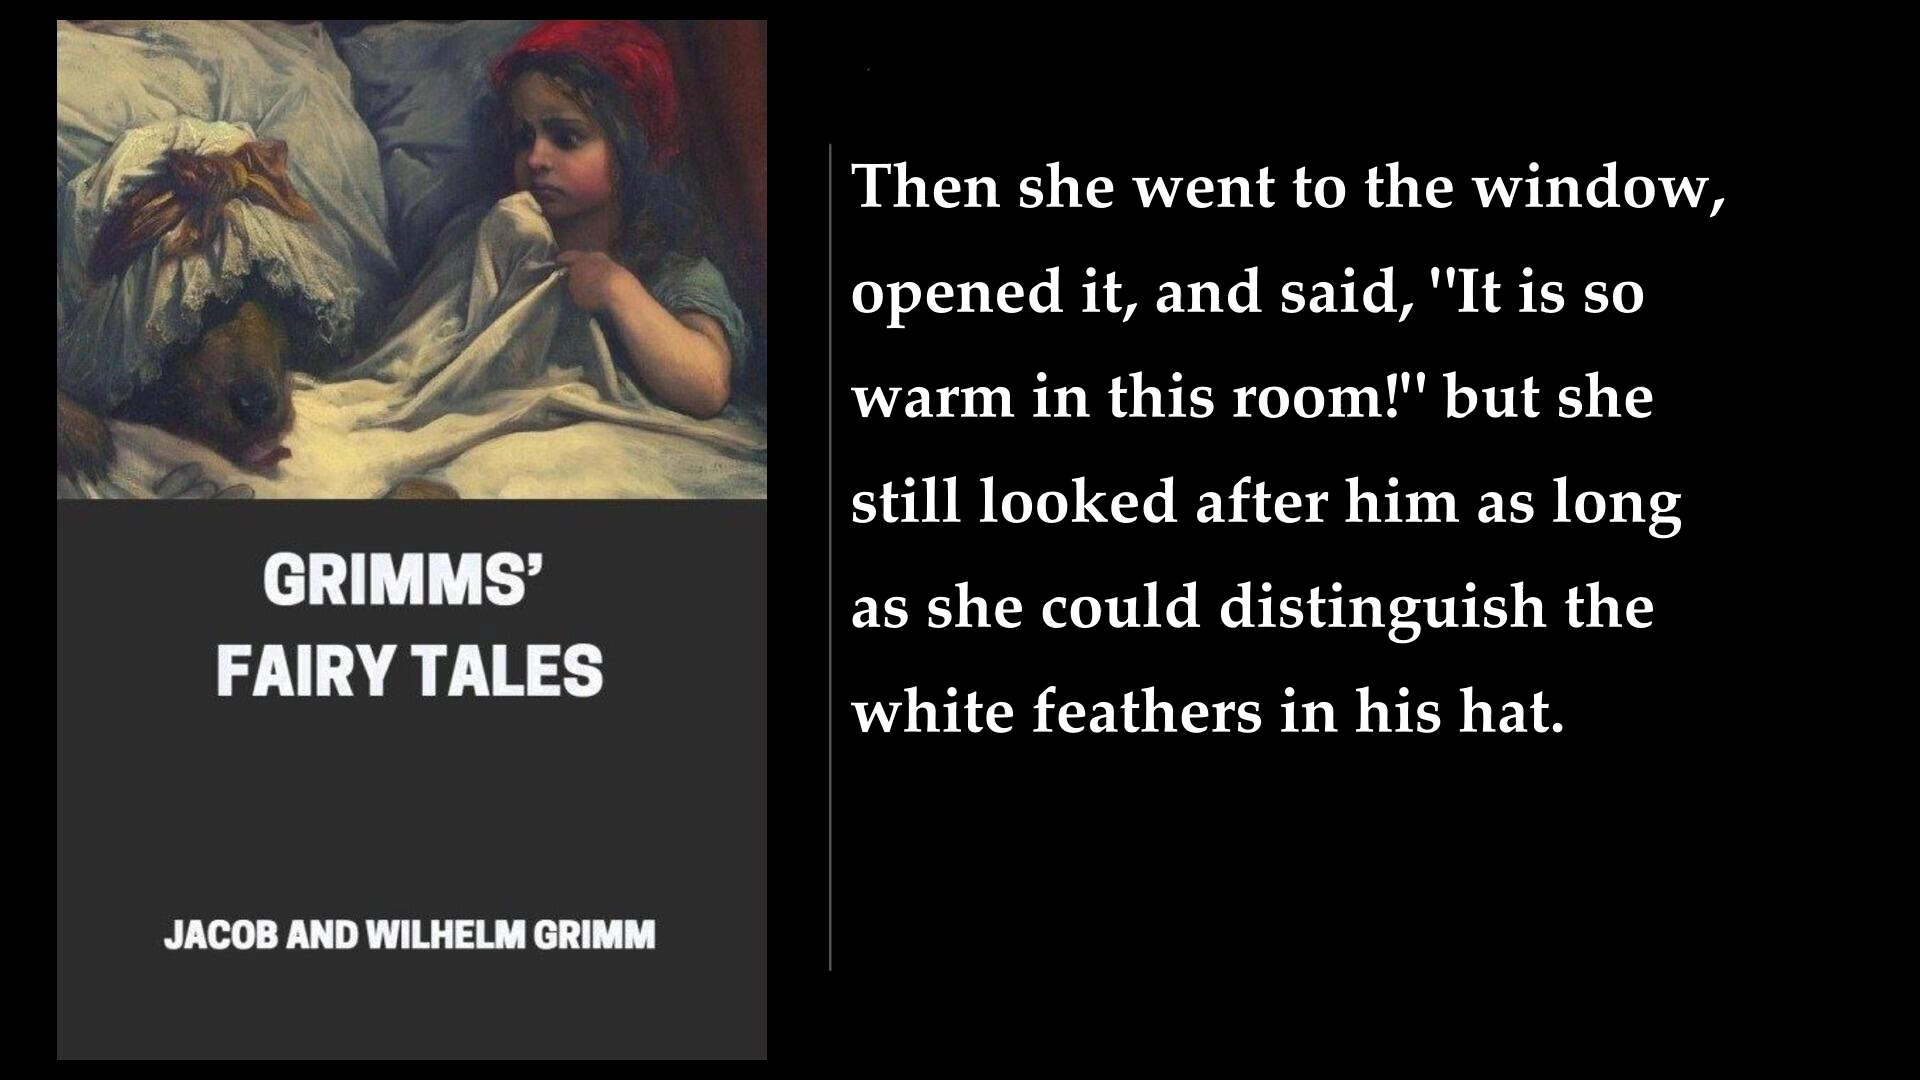 GRIMMS’
FAIRY TALES
JACOB AND WILHELM GRIMM
Then she went to the window,
opened it, and said, "It is so
warm in this room!" but she
still looked after him as long
as she could distinguish the
white feathers in his hat.